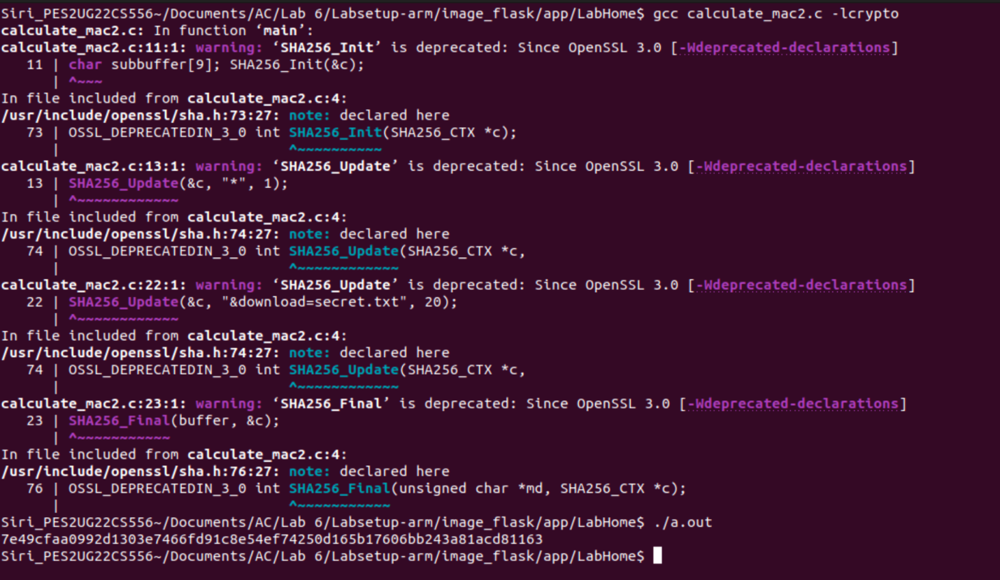 Siri_PES2UG22CS556~/Documents/AC/Lab 6/Labsetup-arm/image_flask/app/LabHome$ gcc calculate_mac2.c -lcrypto
calculate_mac2.c: In function ‘main’:
calculate_mac2.c:11:1: warning: ‘SHA256_Init’ is deprecated: Since OpenSSL 3.0 [-Wdeprecated-declarations]
   11 | char subbuffer[9]; SHA256_Init(&c);
      | ^~~~
In file included from calculate_mac2.c:4:
/usr/include/openssl/sha.h:73:27: note: declared here
   73 | OSSL_DEPRECATEDIN_3_0 int SHA256_Init(SHA256_CTX *c);
      |                           ^~~~~~~~~~~
calculate_mac2.c:13:1: warning: ‘SHA256_Update’ is deprecated: Since OpenSSL 3.0 [-Wdeprecated-declarations]
   13 | SHA256_Update(&c, "*", 1);
      | ^~~~~~~~~~~~~
In file included from calculate_mac2.c:4:
/usr/include/openssl/sha.h:74:27: note: declared here
   74 | OSSL_DEPRECATEDIN_3_0 int SHA256_Update(SHA256_CTX *c,
      |                           ^~~~~~~~~~~~~
calculate_mac2.c:22:1: warning: ‘SHA256_Update’ is deprecated: Since OpenSSL 3.0 [-Wdeprecated-declarations]
   22 | SHA256_Update(&c, "&download=secret.txt", 20);
      | ^~~~~~~~~~~~~
In file included from calculate_mac2.c:4:
/usr/include/openssl/sha.h:74:27: note: declared here
   74 | OSSL_DEPRECATEDIN_3_0 int SHA256_Update(SHA256_CTX *c,
      |                           ^~~~~~~~~~~~~
calculate_mac2.c:23:1: warning: ‘SHA256_Final’ is deprecated: Since OpenSSL 3.0 [-Wdeprecated-declarations]
   23 | SHA256_Final(buffer, &c);
      | ^~~~~~~~~~~~
In file included from calculate_mac2.c:4:
/usr/include/openssl/sha.h:76:27: note: declared here
   76 | OSSL_DEPRECATEDIN_3_0 int SHA256_Final(unsigned char *md, SHA256_CTX *c);
      |                           ^~~~~~~~~~~~
Siri_PES2UG22CS556~/Documents/AC/Lab 6/Labsetup-arm/image_flask/app/LabHome$ ./a.out
7e49cfaa0992d1303e7466fd91c8e54ef74250d165b17606bb243a81acd81163
Siri_PES2UG22CS556~/Documents/AC/Lab 6/Labsetup-arm/image_flask/app/LabHome$